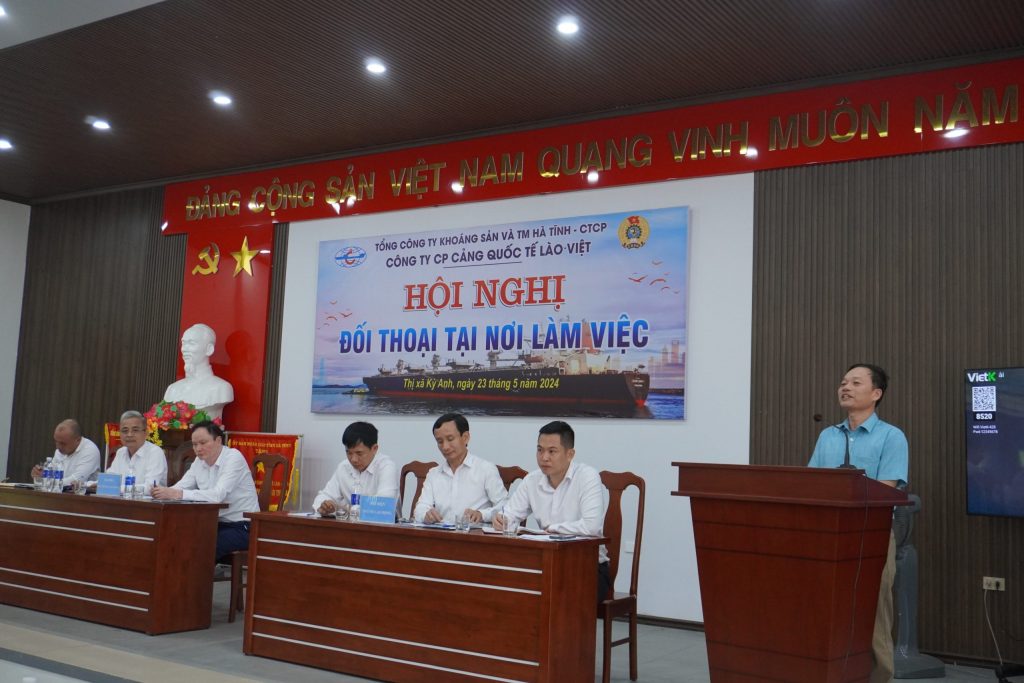 ĐẢNG CỘNG SẢN VIỆT NAM QUANG VINH MUÔN NĂM
TỔNG CÔNG TY KHOÁNG SẢN VÀ TM HÀ TĨNH - CTCP
CÔNG TY CP CẢNG QUỐC TẾ LÀO VIỆT
HỘI NGHỊ
ĐỐI THOẠI TẠI NƠI LÀM VIỆC
Thị xã Kỳ Anh, ngày 23 tháng 5 năm 2024
VietK
8520